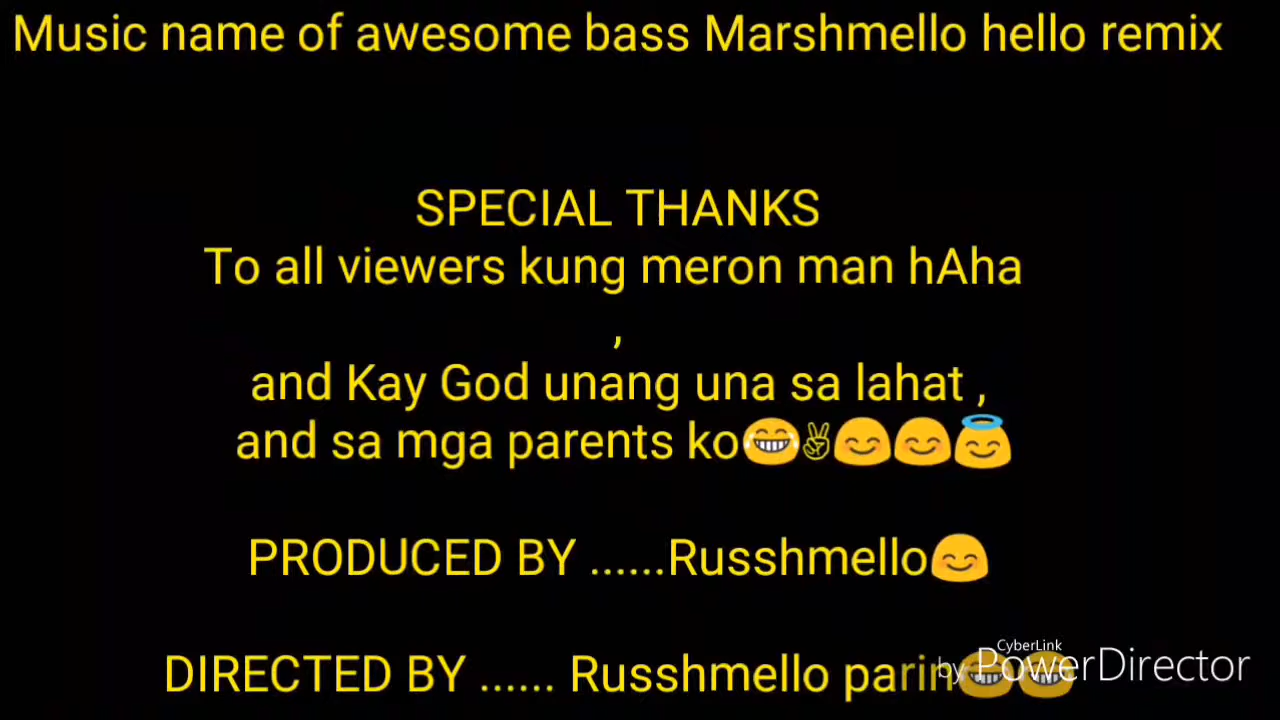 Music name of awesome bass Marshmello hello remix
SPECIAL THANKS
To all viewers kung meron man hAha
,
and Kay God unang una sa lahat ,
and sa mga parents ko😂✌😊😊😇
PRODUCED BY ......Russhmello😊
DIRECTED BY ...... Russhmello parin😂😂
CyberLink
by PowerDirector